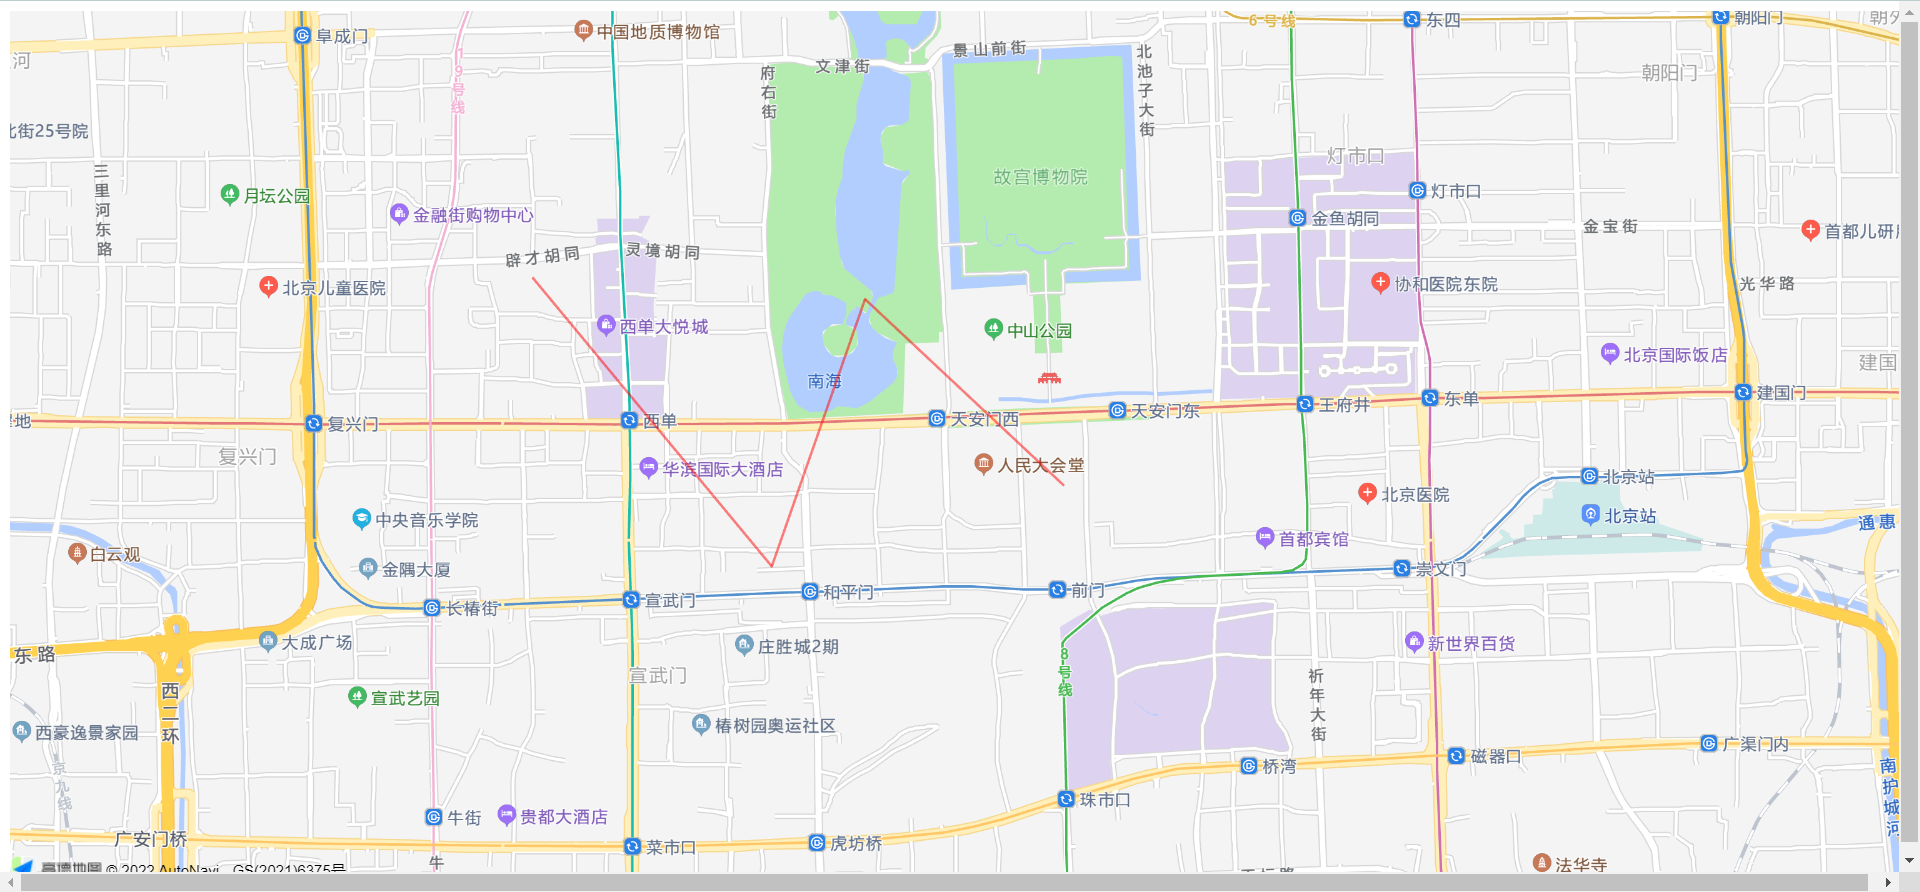 6号线
东四
朝阳门
朝外
阜成门
中国地质博物馆
景山前街
北池子大街
文津街
府右街
19号线
河
朝阳门
北街25号院
三里河东路
月坛公园
金融街购物中心
故宫博物院
灯市口
灯市口
金鱼胡同
金宝街
首都儿研所
辟才胡同
灵境胡同
北京儿童医院
协和医院东院
光华路
西单大悦城
中山公园
北京国际饭店
建国
南海
复兴门
西单
天安门西
天安门东
王府井
东单
建国门
复兴门
华滨国际大酒店
人民大会堂
北京医院
北京站
北京站
中央音乐学院
通惠
白云观
金隅大厦
首都宾馆
崇文门
长椿街
宣武门
和平门
前门
东路
大成广场
庄胜城2期
新世界百货
宣武门
8号线
祈年大街
西二环
宣武艺园
西豪逸景家园
椿树园奥运社区
广渠门内
磁器口
桥湾
京九线
南护城河
珠市口
牛街
贵都大酒店
广安门桥
菜市口
虎坊桥
牛
法华寺
高德地图 © 2022 AutoNavi - GS(2021)6375号